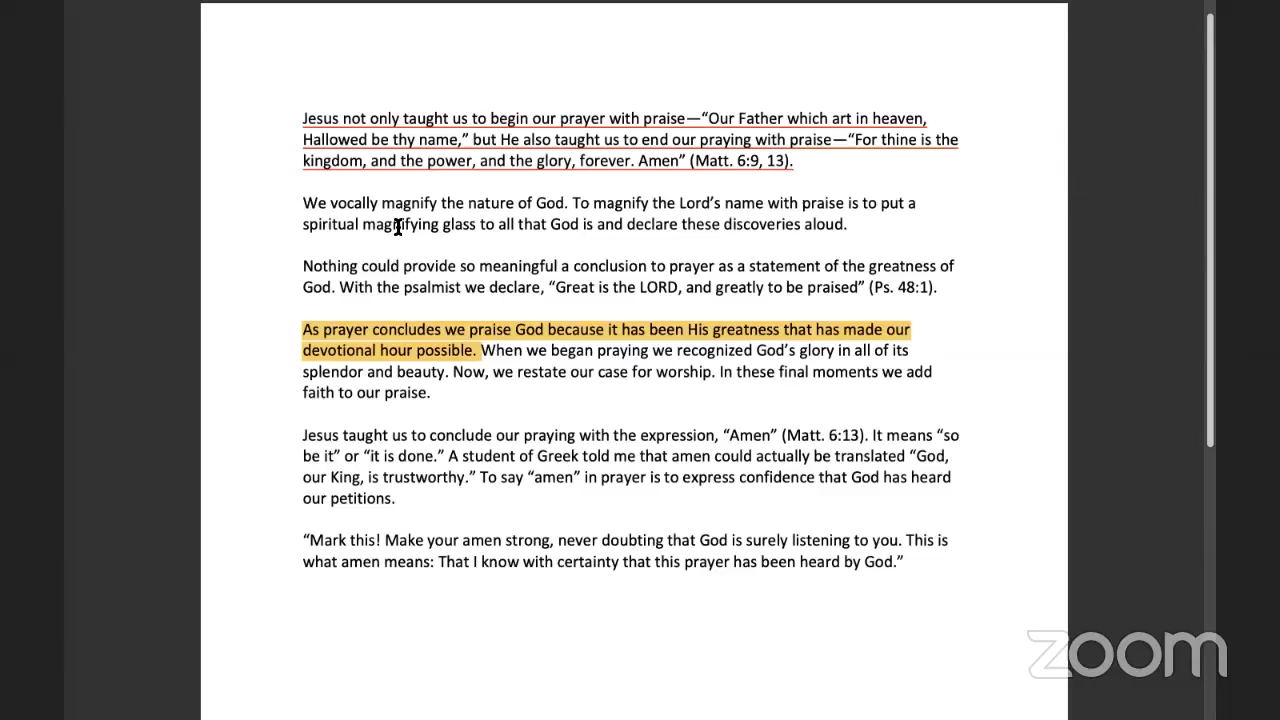 Jesus not only taught us to begin our prayer with praise—“Our Father which art in heaven,
Hallowed be thy name,” but He also taught us to end our praying with praise—“For thine is the
kingdom, and the power, and the glory, forever. Amen” (Matt. 6:9, 13).
We vocally magnify the nature of God. To magnify the Lord’s name with praise is to put a
spiritual magnifying glass to all that God is and declare these discoveries aloud.
Nothing could provide so meaningful a conclusion to prayer as a statement of the greatness of
God. With the psalmist we declare, “Great is the LORD, and greatly to be praised” (Ps. 48:1).
As prayer concludes we praise God because it has been His greatness that has made our
devotional hour possible. When we began praying we recognized God’s glory in all of its
splendor and beauty. Now, we restate our case for worship. In these final moments we add
faith to our praise.
Jesus taught us to conclude our praying with the expression, “Amen” (Matt. 6:13). It means “so
be it” or “it is done.” A student of Greek told me that amen could actually be translated “God,
our King, is trustworthy.” To say “amen” in prayer is to express confidence that God has heard
our petitions.
“Mark this! Make your amen strong, never doubting that God is surely listening to you. This is
what amen means: That I know with certainty that this prayer has been heard by God.”
zoom